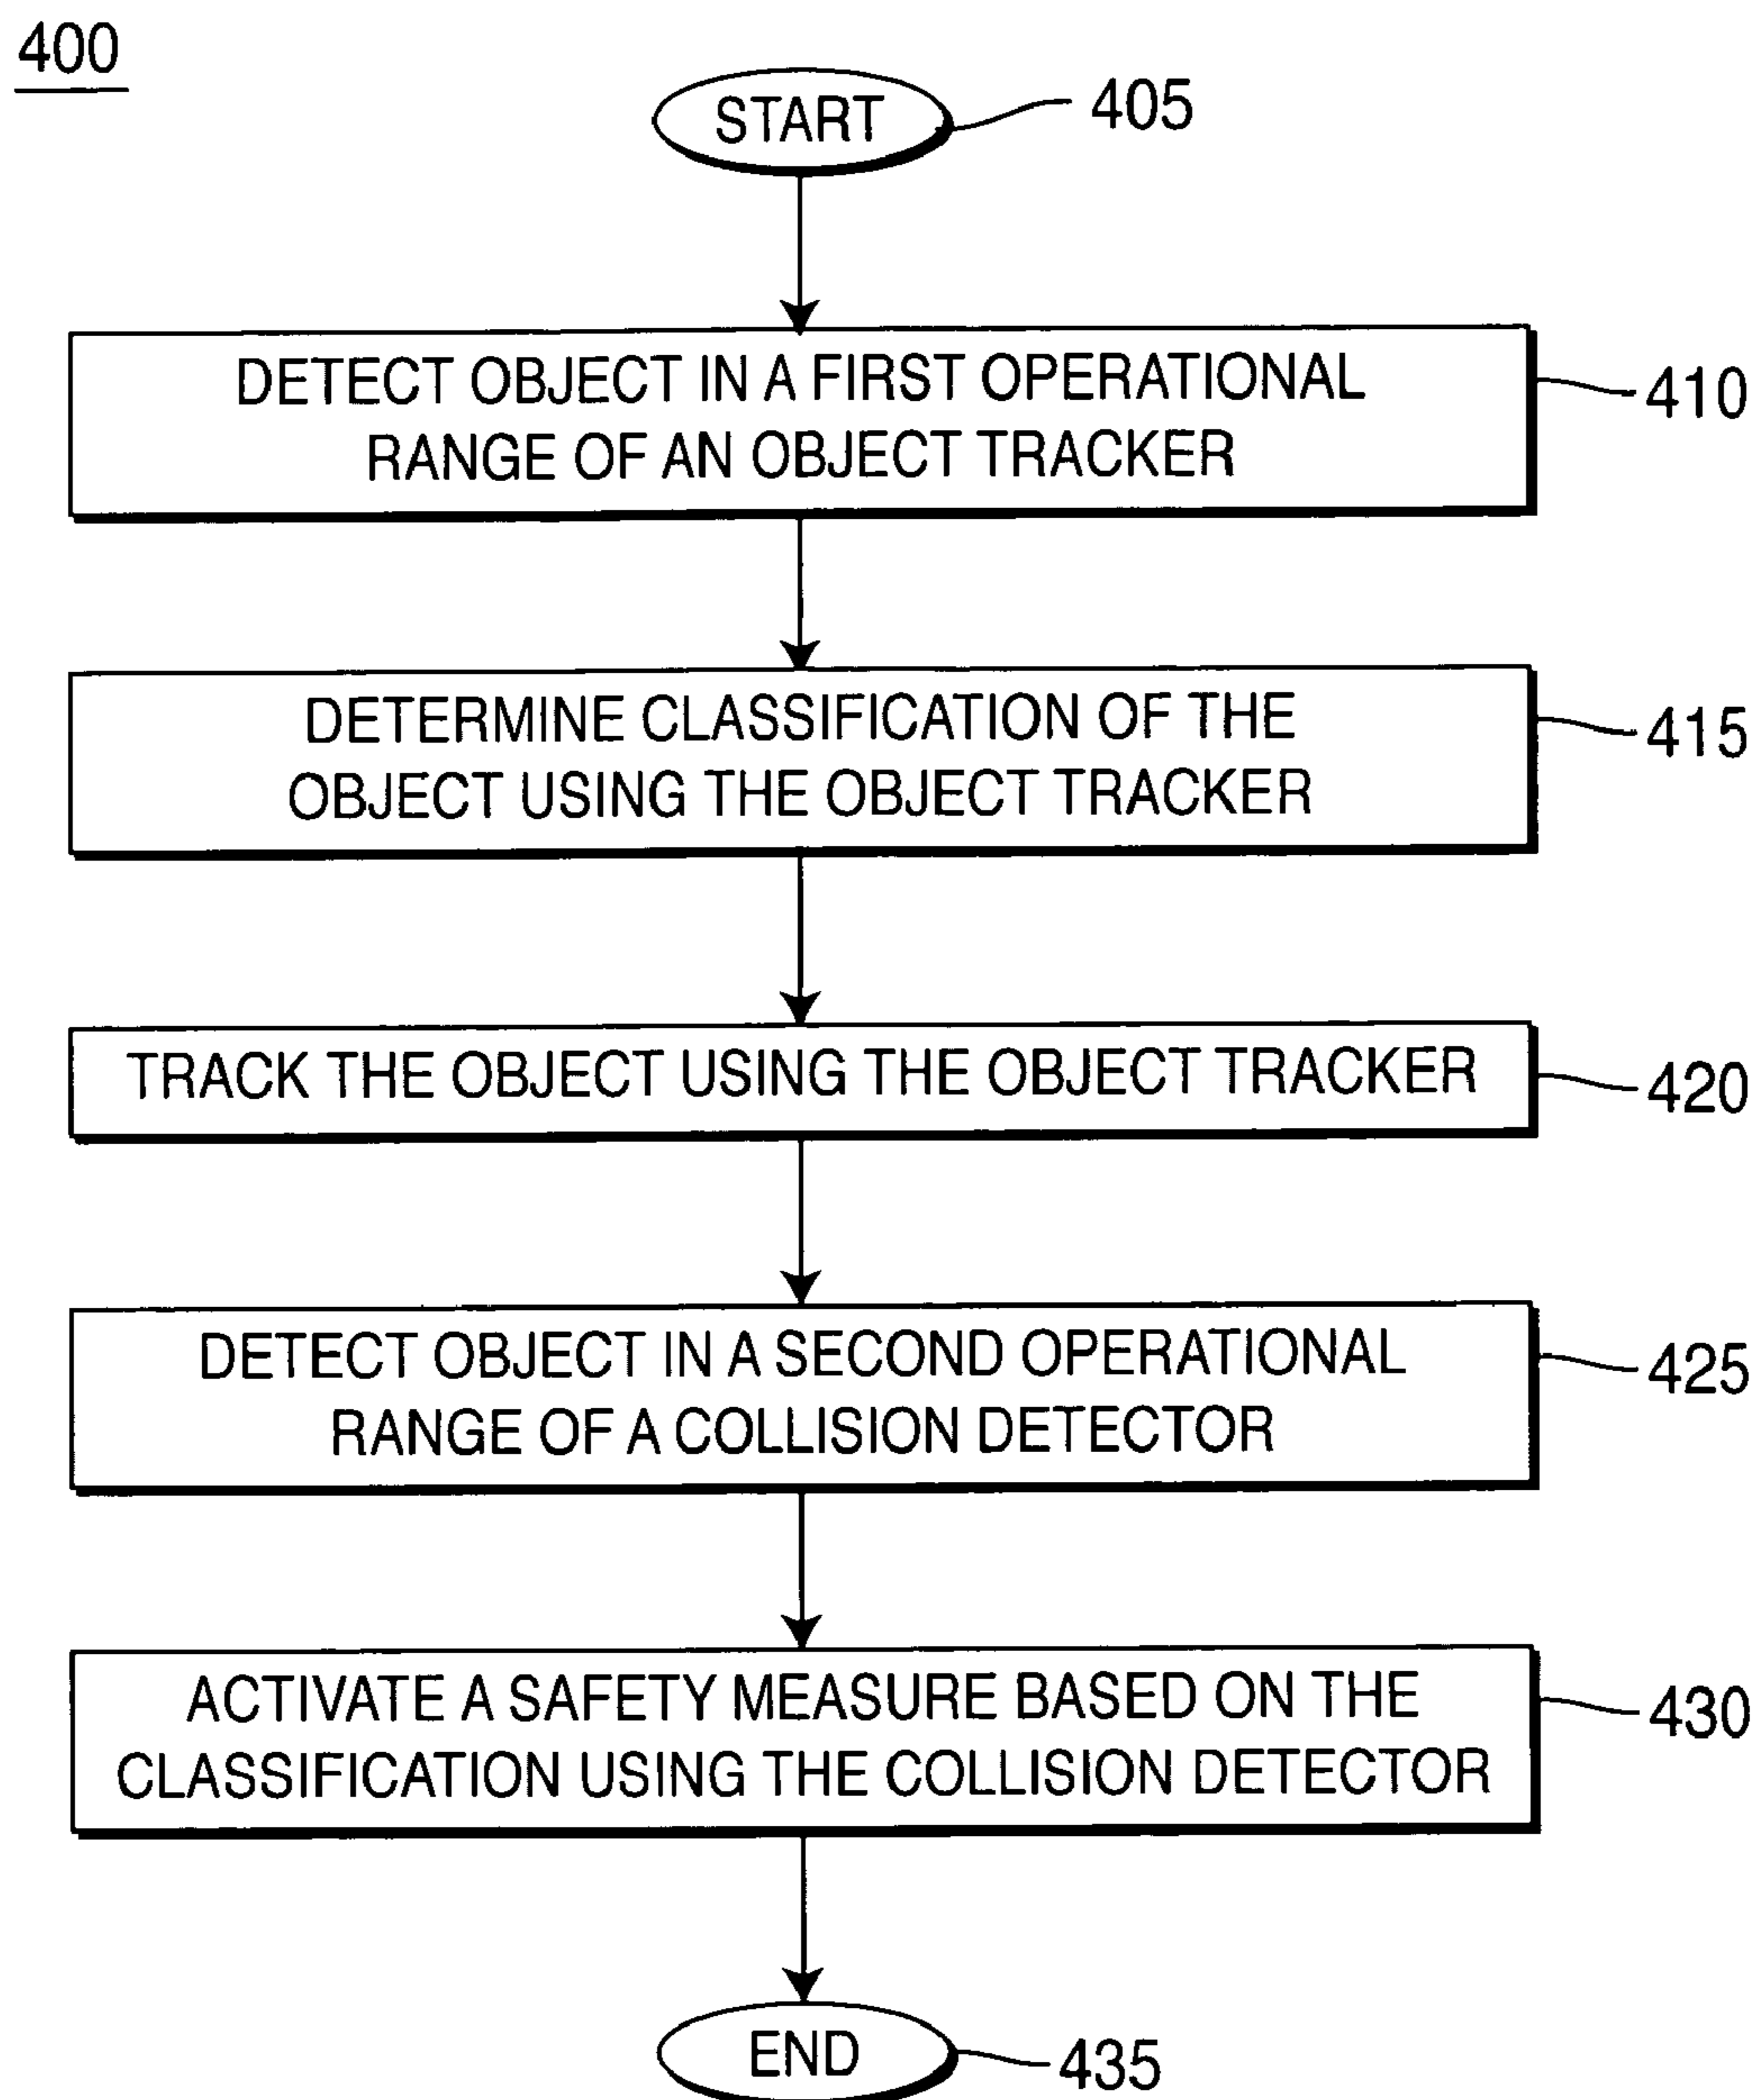 400
START
405
DETECT OBJECT IN A FIRST OPERATIONAL
RANGE OF AN OBJECT TRACKER
410
DETERMINE CLASSIFICATION OF THE
OBJECT USING THE OBJECT TRACKER
415
TRACK THE OBJECT USING THE OBJECT TRACKER
420
DETECT OBJECT IN A SECOND OPERATIONAL
RANGE OF A COLLISION DETECTOR
425
ACTIVATE A SAFETY MEASURE BASED ON THE
CLASSIFICATION USING THE COLLISION DETECTOR
430
END
435